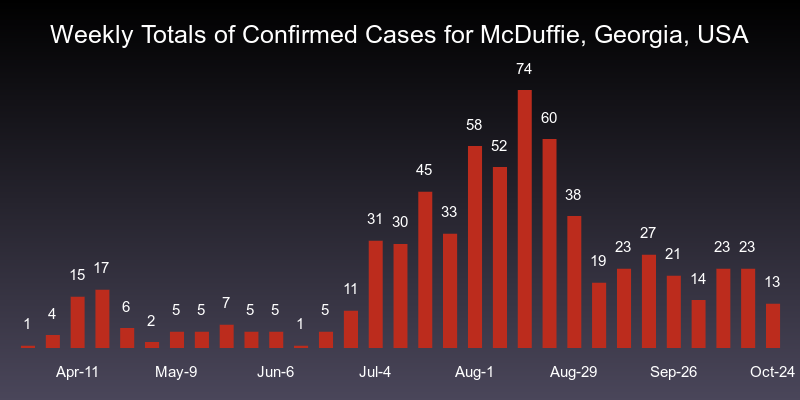 Weekly Totals of Confirmed Cases for McDuffie, Georgia, USA
1 4 15 17 6 2 5 5 7 5 5 1 5 11 31 30 45 33 58 52 74 60 38 19 23 27 21 14 23 23 13
Apr-11 May-9 Jun-6 Jul-4 Aug-1 Aug-29 Sep-26 Oct-24